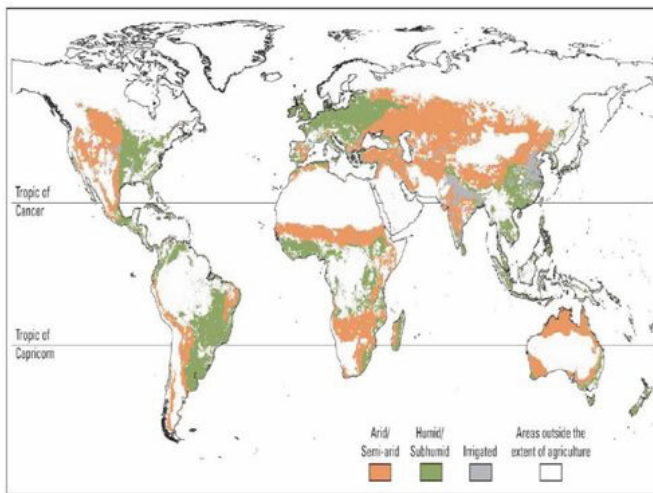 Tropic of
Cancer
Tropic of
Capricorn
Arid/
Semi-arid
Humid/
Subhumid
Irrigated
Areas outside the
extent of agriculture